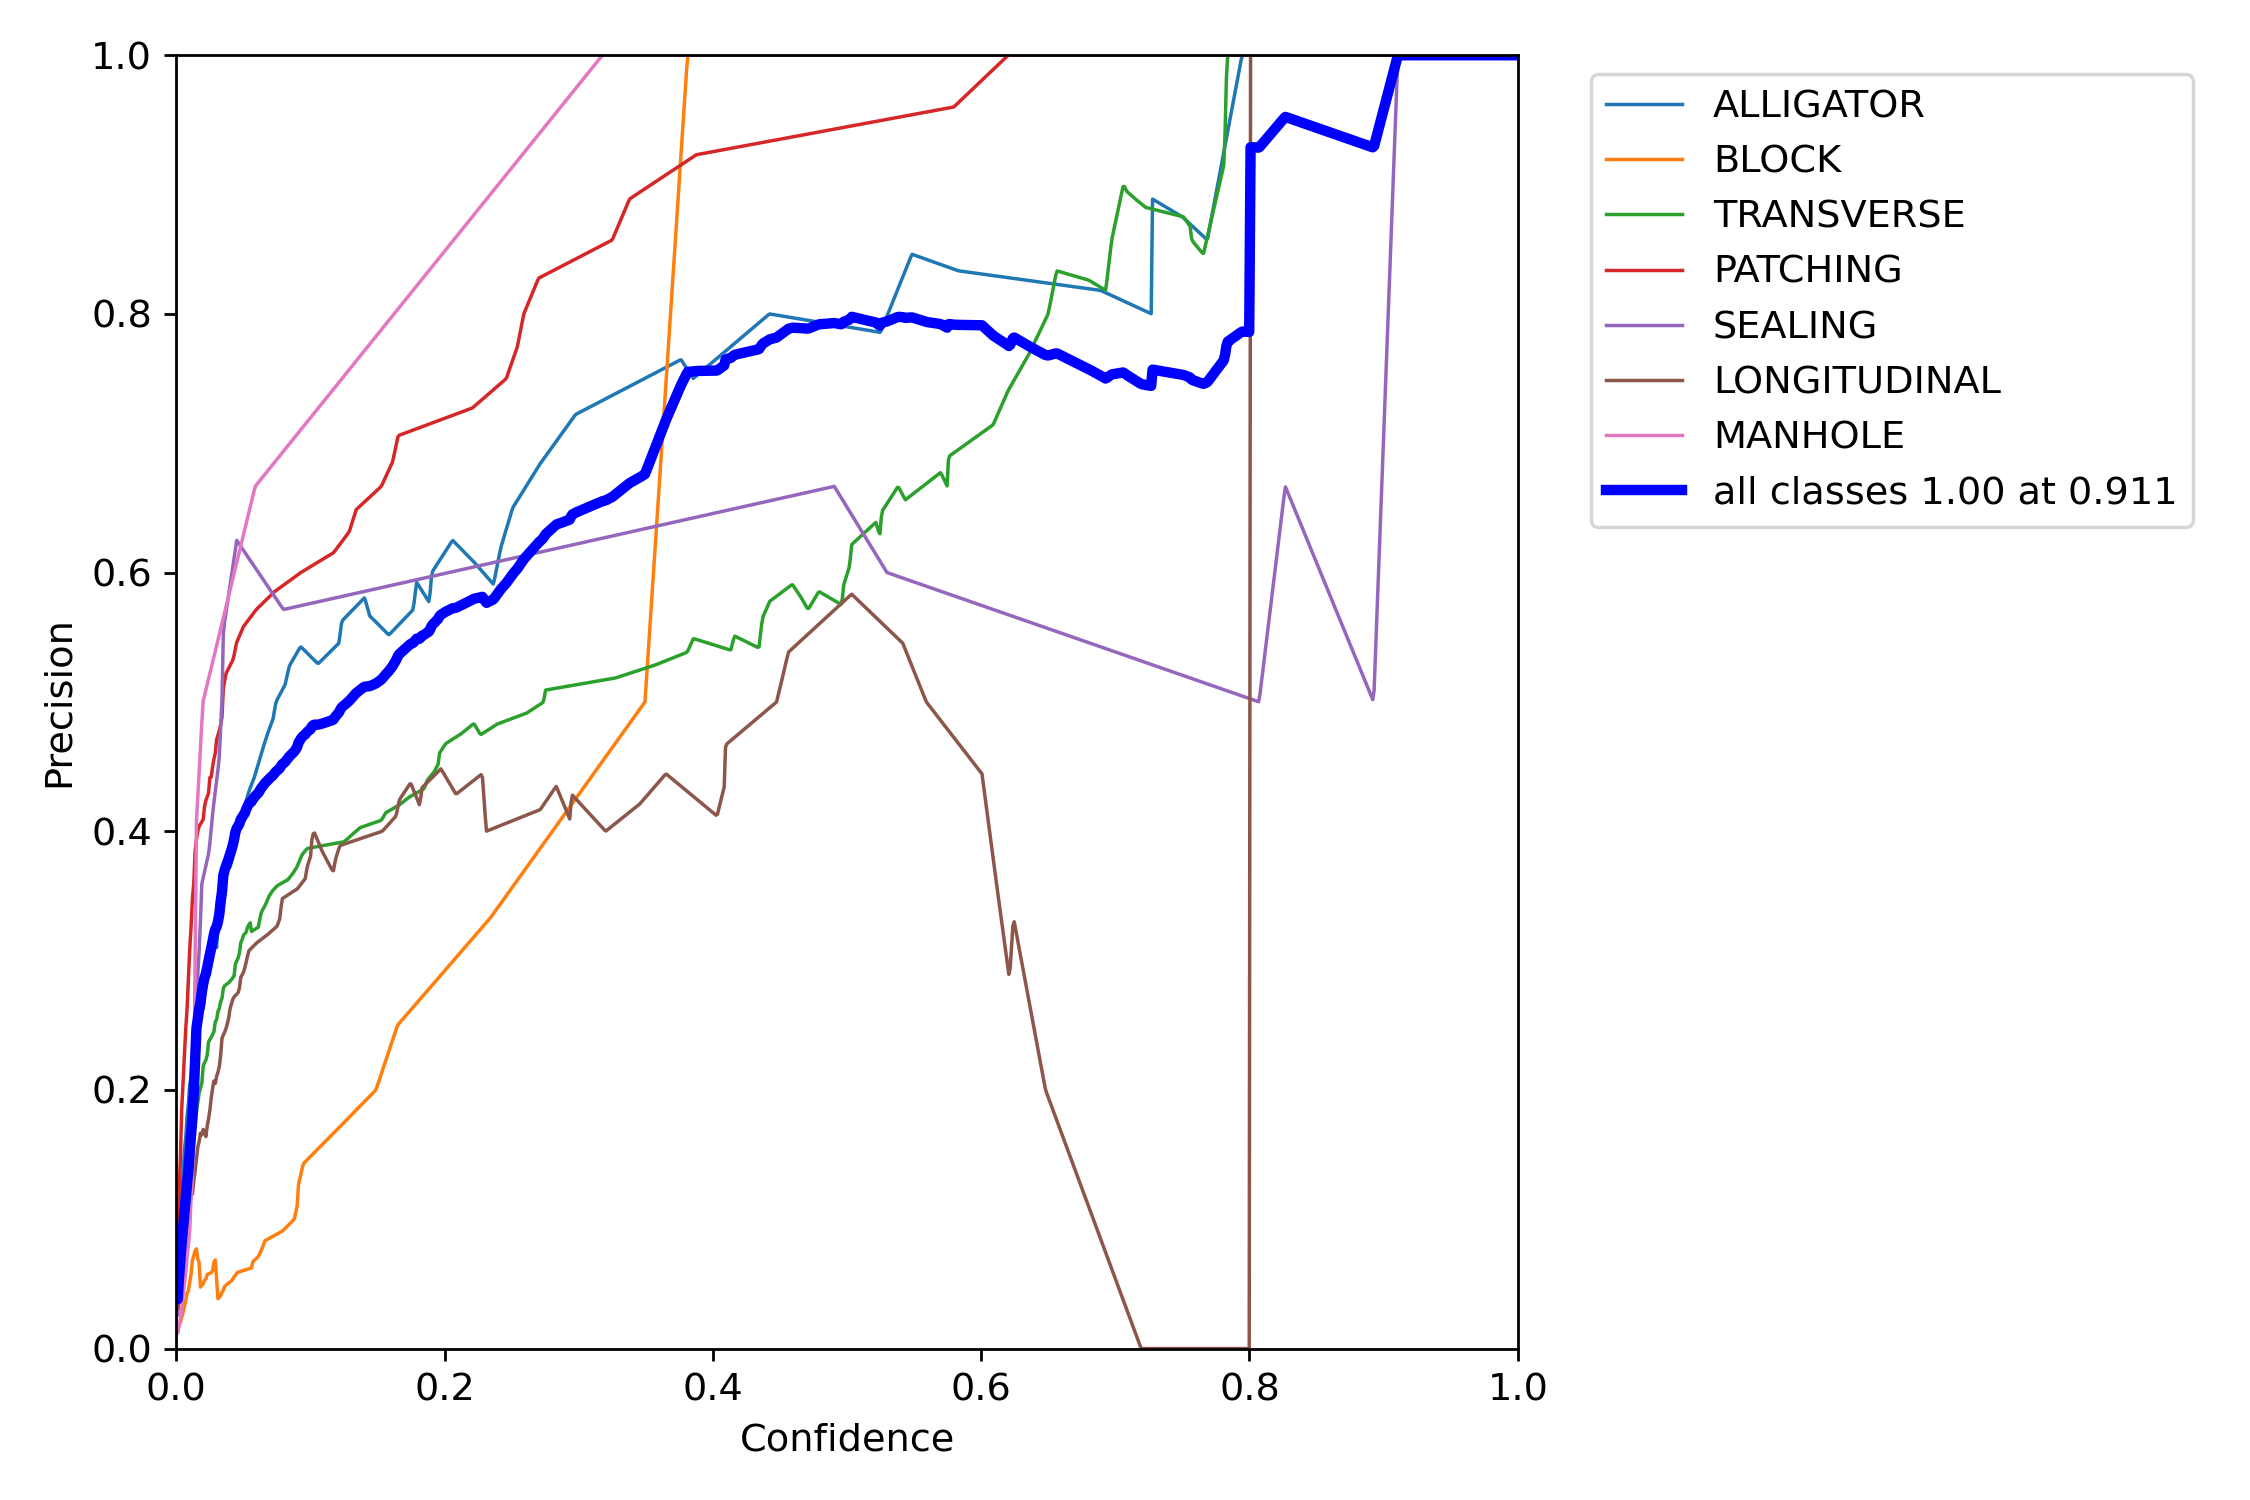 1.0
0.8
0.6
0.4
0.2
0.0
Precision
0.0 0.2 0.4 0.6 0.8 1.0
Confidence
ALLIGATOR
BLOCK
TRANSVERSE
PATCHING
SEALING
LONGITUDINAL
MANHOLE
all classes 1.00 at 0.911